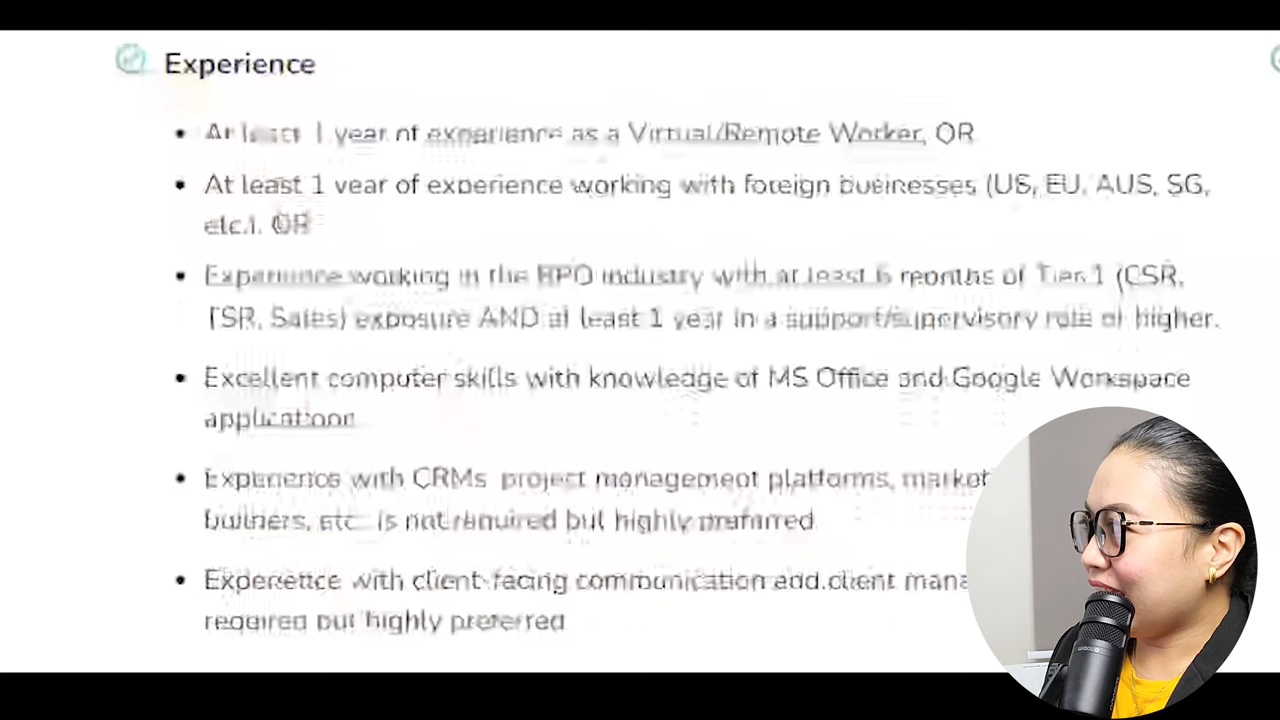 Experience
At least 1 year of experience as a Virtual/Remote Worker, OR
At least 1 year of experience working with foreign businesses (US, EU, AUS, SG,
etc.), OR
Experience working in the BPO industry with at least 6 months of Tier 1 (CSR,
TSR, Sales) exposure AND at least 1 year in a support/supervisory role or higher.
Excellent computer skills with knowledge of MS Office and Google Workspace
Experience with CRMs project management platforms,
etc. is not required but highly preferred
Experience with client-facing communication and client
required but highly preferred